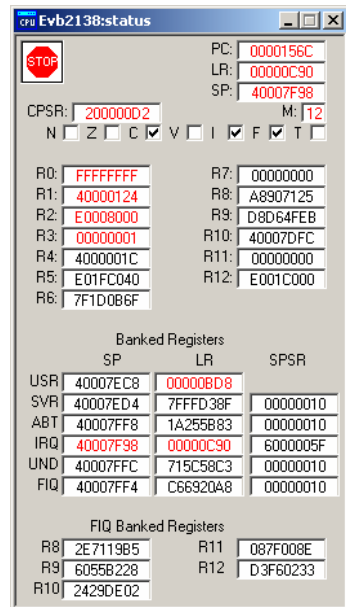 CPU Evb2138:status
STOP
PC: 0000156C
LR: 00000C90
SP: 40007F98
CPSR: 200000D2 M: 12
N Z C V I F T
R0: FFFFFFFF R7: 00000000
R1: 40000124 R8: A8907125
R2: E0008000 R9: D8D64FEB
R3: 00000001 R10: 40007DFC
R4: 4000001C R11: 00000000
R5: E01FC040 R12: E001C000
R6: 7F1D0B6F
Banked Registers
SP LR SPSR
USR 40007EC8 00000BD8
SVR 40007ED4 7FFFD38F 00000010
ABT 40007FF8 1A255B83 00000010
IRQ 40007F98 00000C90 6000005F
UND 40007FFC 715C58C3 00000010
FIQ 40007FF4 C66920A8 00000010
FIQ Banked Registers
R8 2E7119B5 R11 087F008E
R9 6055B228 R12 D3F60233
R10 2429DE02